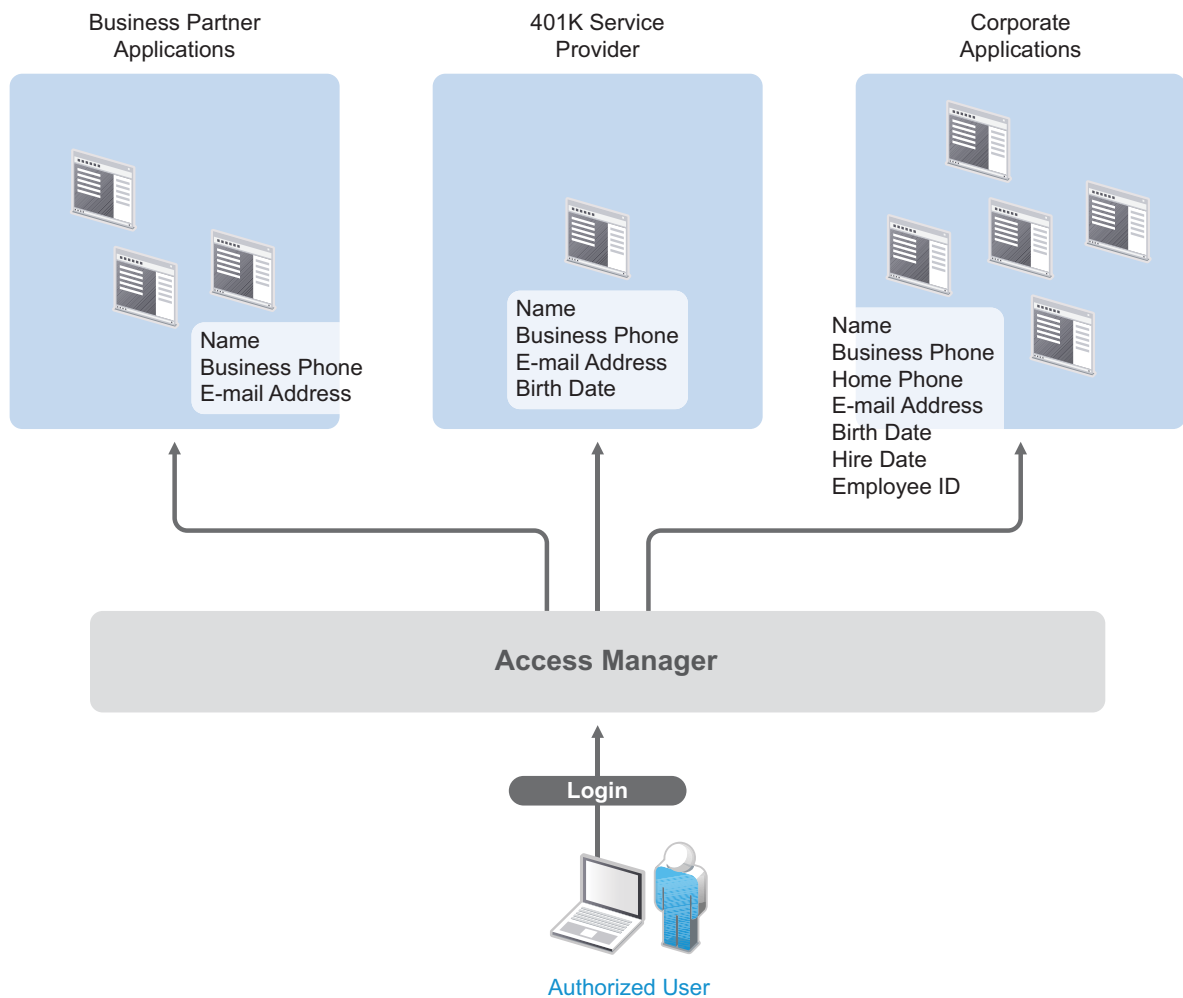 Business Partner
Applications
401K Service
Provider
Corporate
Applications
Name
Business Phone
E-mail Address
Name
Business Phone
E-mail Address
Birth Date
Name
Business Phone
Home Phone
E-mail Address
Birth Date
Hire Date
Employee ID
Access Manager
Login
Authorized User